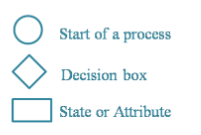 Start of a process
Decision box
State or Attribute